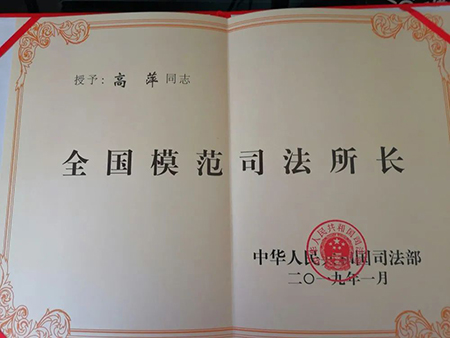 授予：高萍同志
全国模范司法所长
中华人民共和国司法部
二〇一九年一月